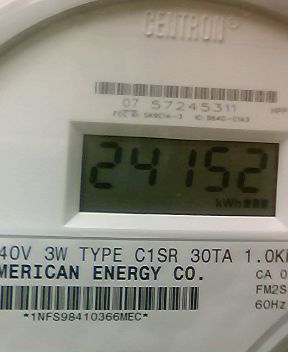 CENTRON®
07 57245311
24152
kWh
40V 3W TYPE C1SR 30TA 1.0K
MERICAN ENERGY CO.
CA 0
FM2S
60Hz
*1NFS98410366MEC*